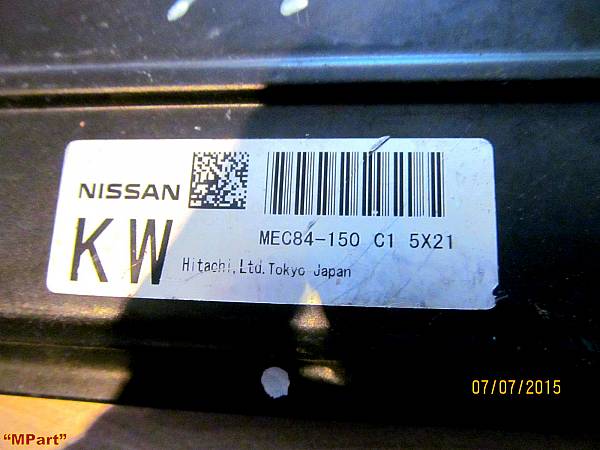 NISSAN
KW
MEC84-150 C1 5X21
Hitachi,Ltd.Tokyo Japan
07/07/2015
"MPart"